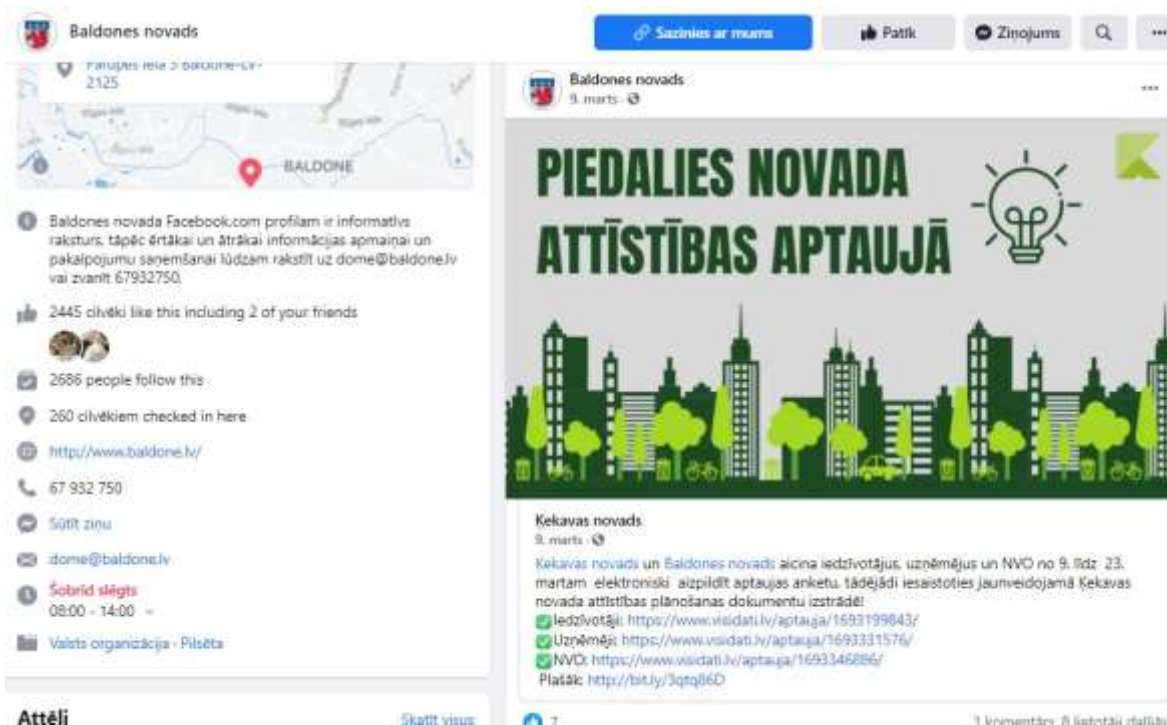 Baldones novads
Sazinies ar mums
Patīk
Ziņojums
2125
BALDONE
Baldones novada Facebook.com profilam ir informatīvs
raksturs, tāpēc ērtākai un ātrākai informācijas apmaiņai un
pakalpojumu saņemšanai lūdzam rakstīt uz dome@baldone.lv
vai zvanīt 67932750.
2445 cilvēki like this including 2 of your friends
2686 people follow this
260 cilvēkiem checked in here
http://www.baldone.lv/
67 932 750
Sūtīt ziņu
dome@baldone.lv
Šobrīd slēgts
08:00 - 14:00
Valsts organizācija · Pilsēta
Attēli
Skatīt visus
Baldones novads
9. marts ·
PIEDALIES NOVADA
ATTĪSTĪBAS APTAUJĀ
Ķekavas novads
9. marts ·
Ķekavas novads un Baldones novads aicina iedzīvotājus, uzņēmējus un NVO no 9. līdz 23.
martam elektroniski aizpildīt aptaujas anketu, tādējādi iesaistoties jaunveidojamā Ķekavas
novada attīstības plānošanas dokumentu izstrādē!
Iedzīvotāji: https://www.visidati.lv/aptauja/1693199843/
Uzņēmēji: https://www.visidati.lv/aptauja/1693331576/
NVO: https://www.visidati.lv/aptauja/1693346886/
Plašāk: http://bit.ly/3qtq86D
7
1 komentārs 8 lietotāji